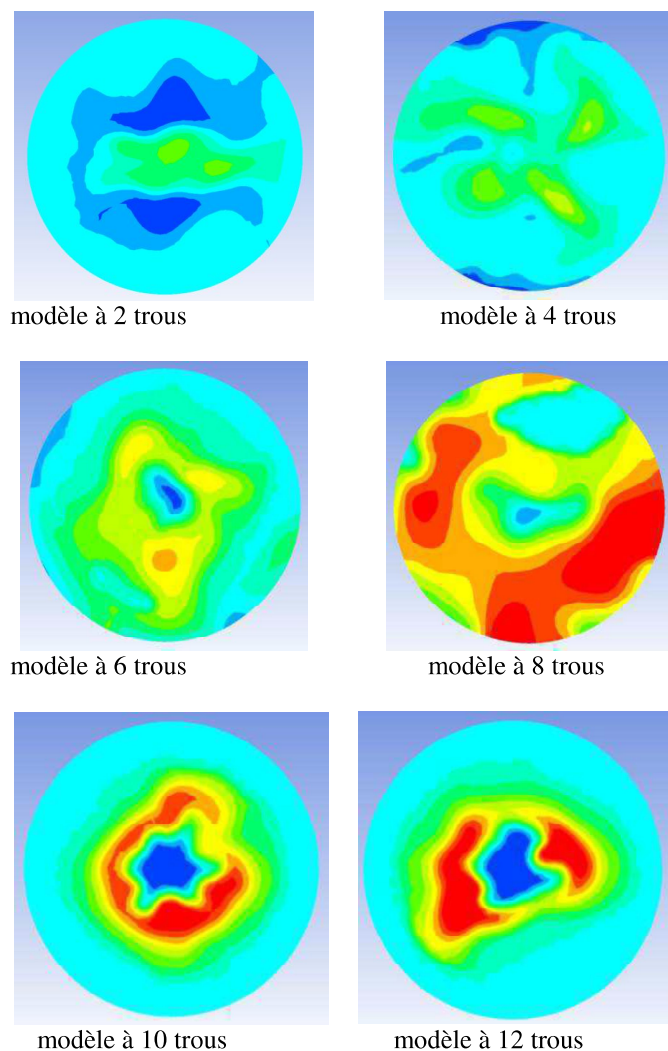 modèle à 2 trous
modèle à 4 trous
modèle à 6 trous
modèle à 8 trous
modèle à 10 trous
modèle à 12 trous